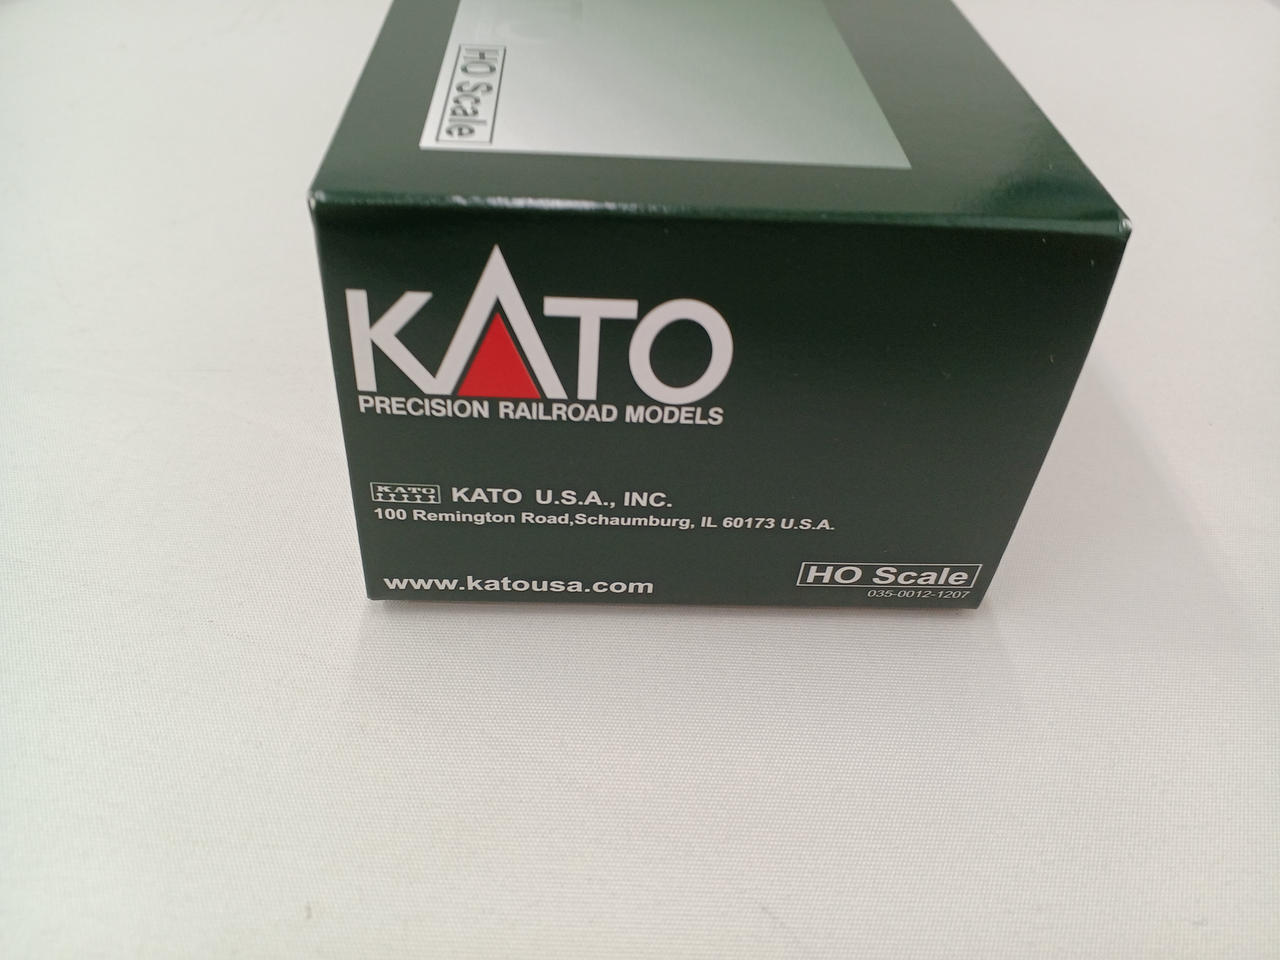 HO Scale
KATO
PRECISION RAILROAD MODELS
KATO KATO U.S.A., INC.
100 Remington Road,Schaumburg, IL 60173 U.S.A.
www.katousa.com
HO Scale
035-0012-1207